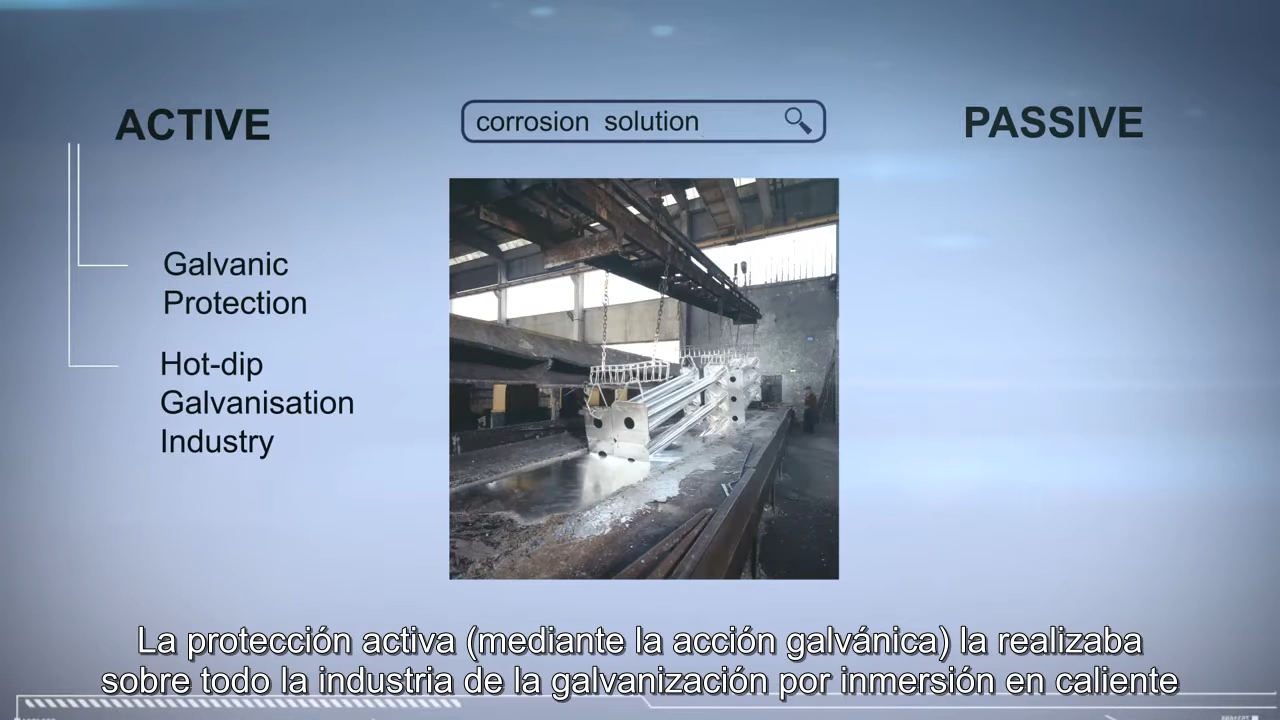 ACTIVE
corrosion solution
PASSIVE
Galvanic
Protection
Hot-dip
Galvanisation
Industry
La protección activa (mediante la acción galvánica) la realizaba
sobre todo la industria de la galvanización por inmersión en caliente